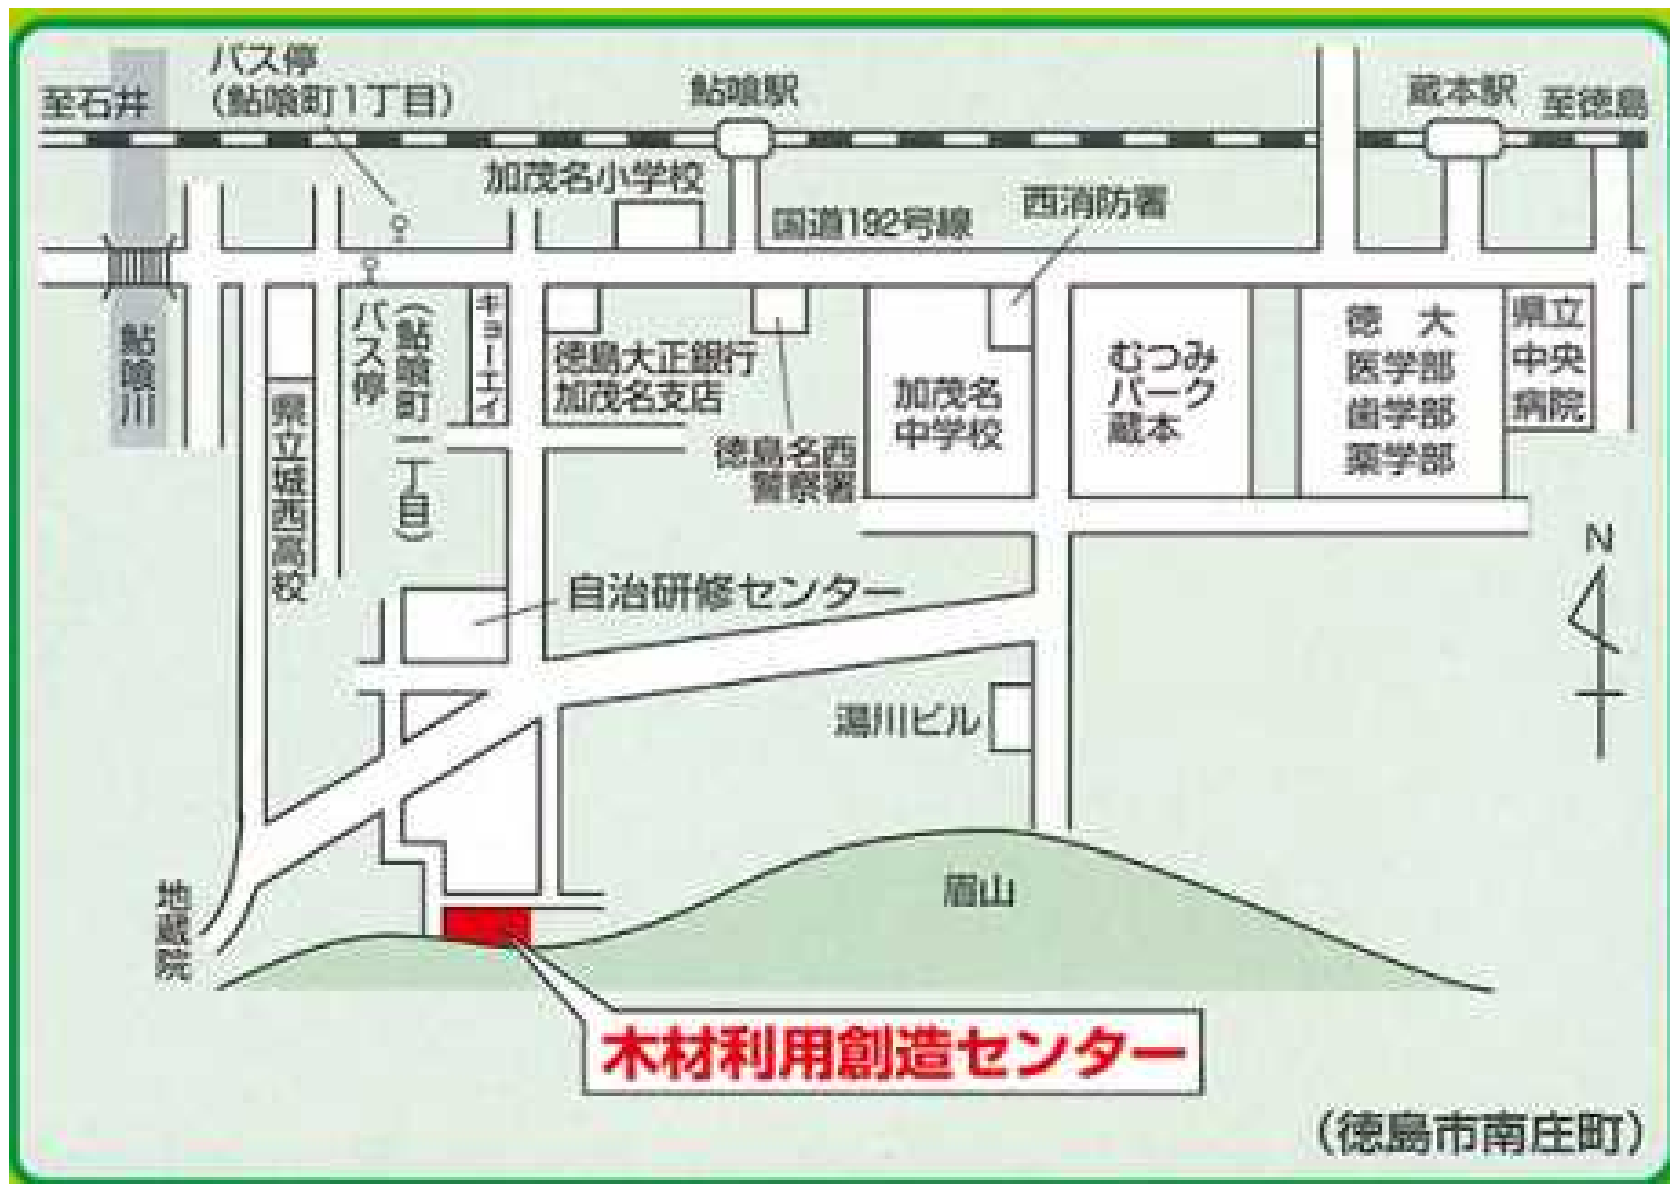 バス停
(鮎喰町1丁目)
至石井
鮎喰駅
蔵本駅
至徳島
加茂名小学校
国道192号線
西消防署
鮎喰川
県立城西高校
バス停
(鮎喰町一丁目)
キョーエイ
徳島大正銀行
加茂名支店
徳島名西
警察署
加茂名
中学校
むつみ
パーク
蔵本
徳大
医学部
歯学部
薬学部
県立
中央
病院
N
自治研修センター
湯川ビル
眉山
地蔵院
木材利用創造センター
(徳島市南庄町)